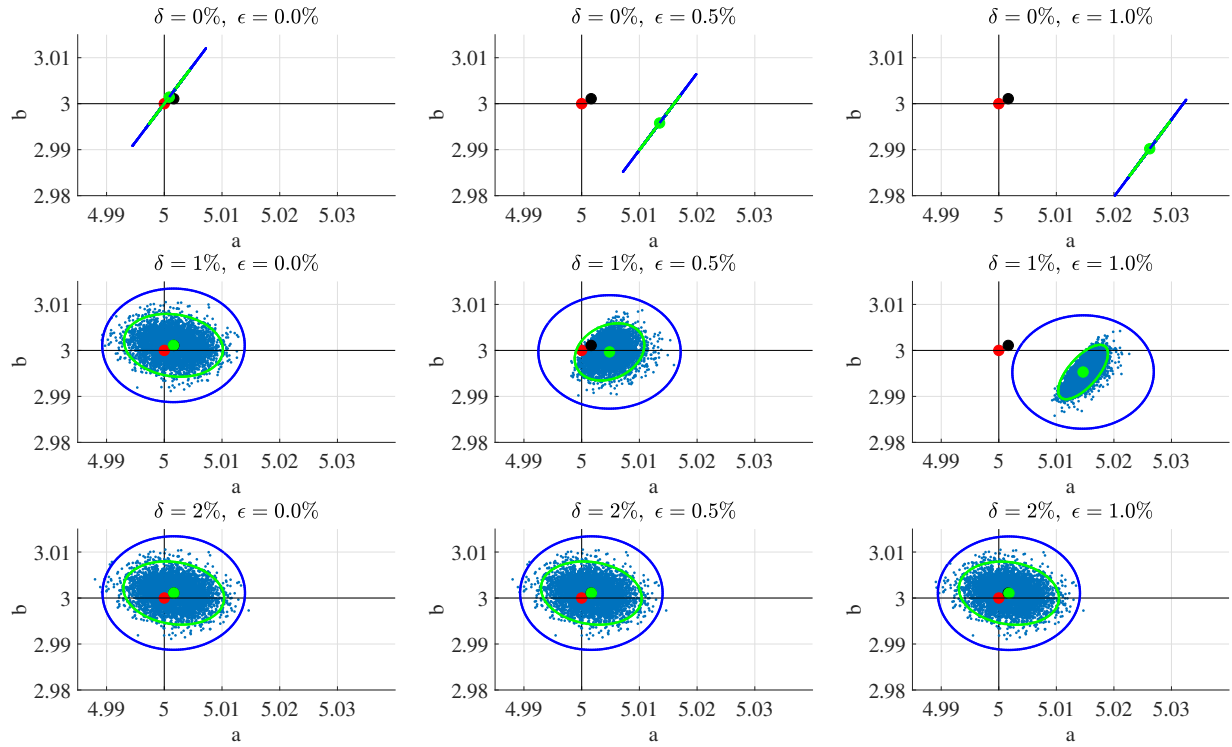 δ = 0%, ϵ = 0.0%
3.01
3
2.99
2.98
b
4.99 5 5.01 5.02 5.03
a
δ = 0%, ϵ = 0.5%
3.01
3
2.99
2.98
b
4.99 5 5.01 5.02 5.03
a
δ = 0%, ϵ = 1.0%
3.01
3
2.99
2.98
b
4.99 5 5.01 5.02 5.03
a
δ = 1%, ϵ = 0.0%
3.01
3
2.99
2.98
b
4.99 5 5.01 5.02 5.03
a
δ = 1%, ϵ = 0.5%
3.01
3
2.99
2.98
b
4.99 5 5.01 5.02 5.03
a
δ = 1%, ϵ = 1.0%
3.01
3
2.99
2.98
b
4.99 5 5.01 5.02 5.03
a
δ = 2%, ϵ = 0.0%
3.01
3
2.99
2.98
b
4.99 5 5.01 5.02 5.03
a
δ = 2%, ϵ = 0.5%
3.01
3
2.99
2.98
b
4.99 5 5.01 5.02 5.03
a
δ = 2%, ϵ = 1.0%
3.01
3
2.99
2.98
b
4.99 5 5.01 5.02 5.03
a